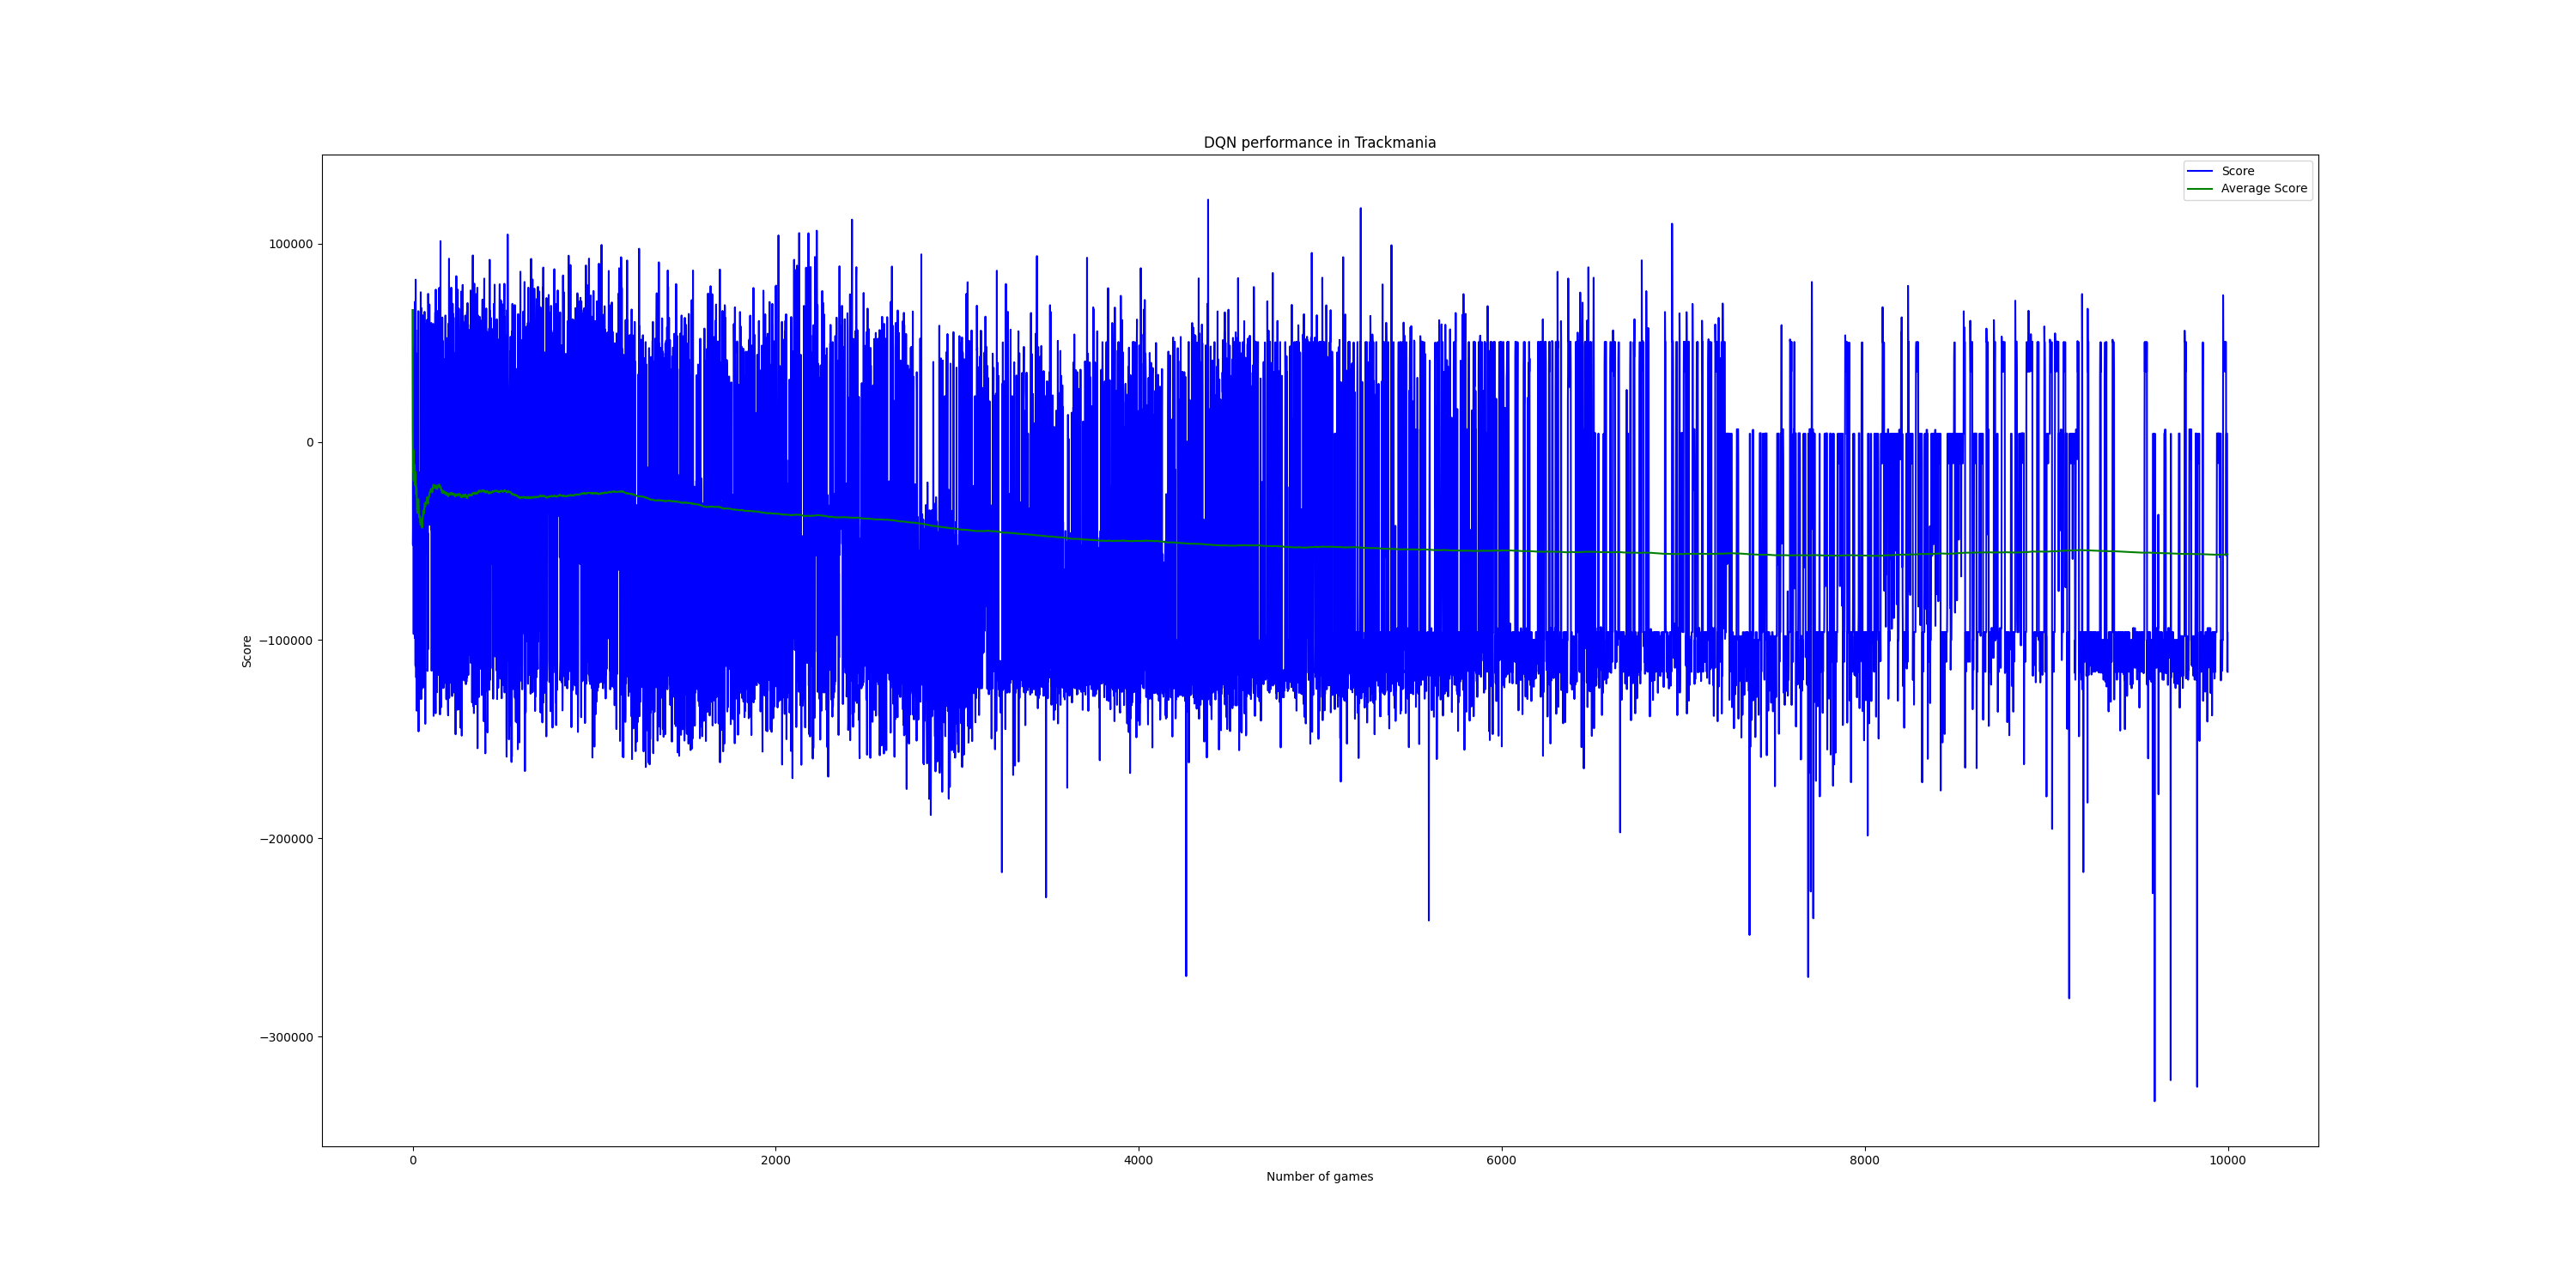 DQN performance in Trackmania
Score
Average Score
100000
0
−100000
−200000
−300000
Score
0
2000
4000
6000
8000
10000
Number of games